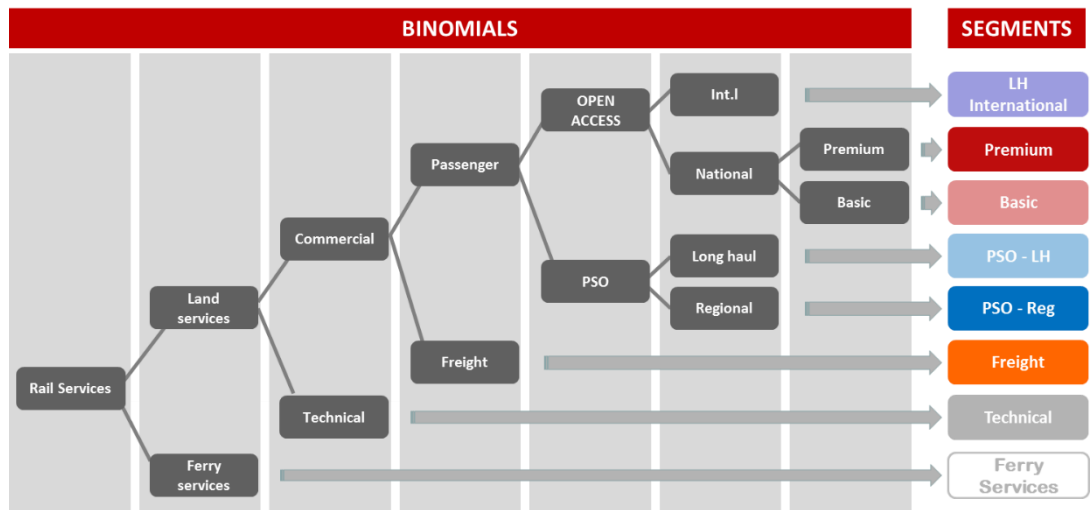 BINOMIALS
SEGMENTS
OPEN
ACCESS
Int.l
LH
International
Passenger
National
Premium
Premium
Basic
Basic
Commercial
Long haul
PSO - LH
PSO
Land
services
Regional
PSO - Reg
Freight
Freight
Rail Services
Technical
Technical
Ferry
services
Ferry
Services